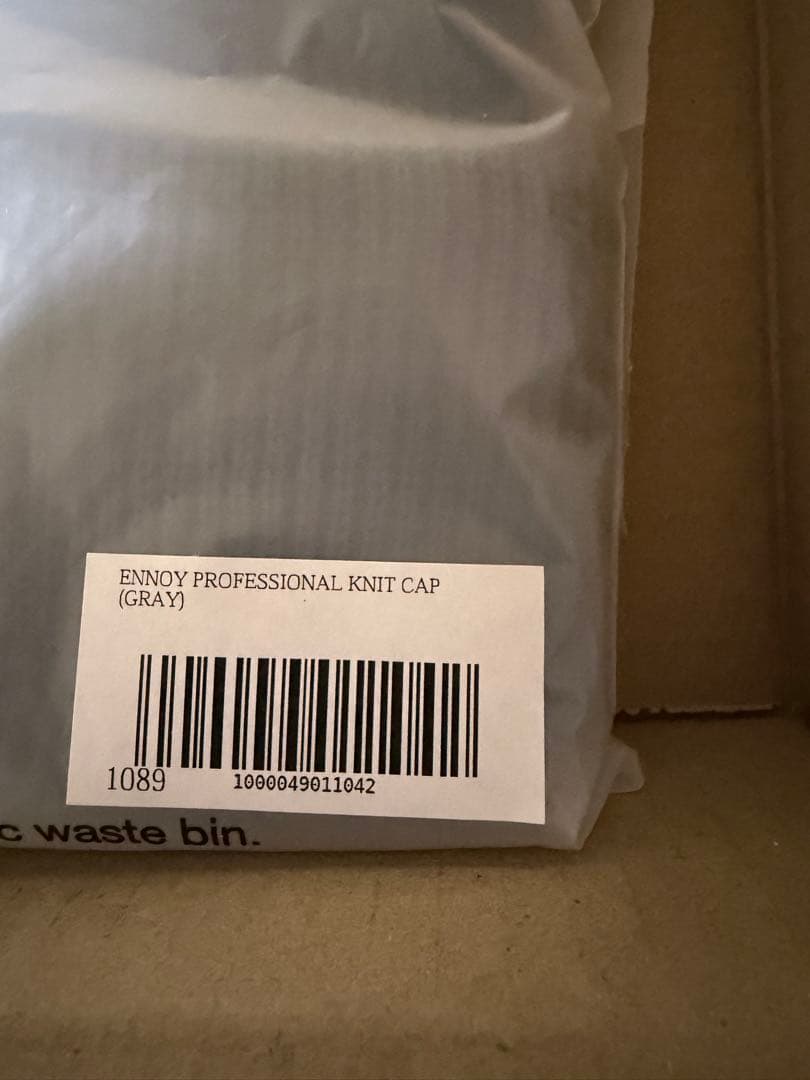 ENNOY PROFESSIONAL KNIT CAP
(GRAY)
1089
1000049011042
c waste bin.